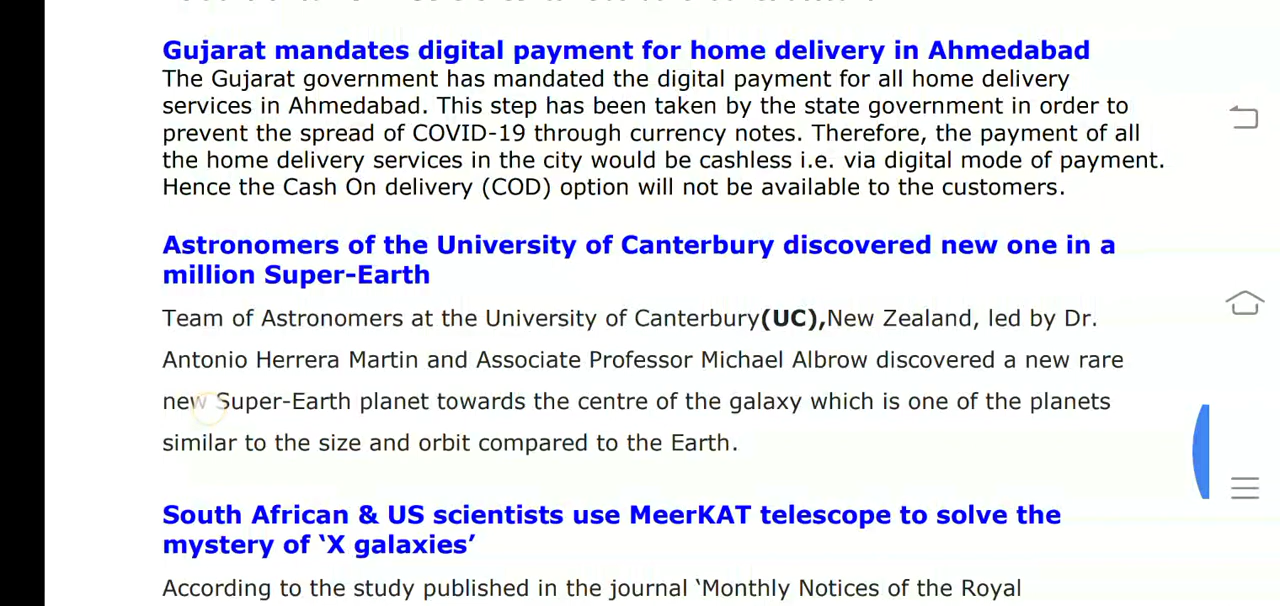 Gujarat mandates digital payment for home delivery in Ahmedabad
The Gujarat government has mandated the digital payment for all home delivery
services in Ahmedabad. This step has been taken by the state government in order to
prevent the spread of COVID-19 through currency notes. Therefore, the payment of all
the home delivery services in the city would be cashless i.e. via digital mode of payment.
Hence the Cash On delivery (COD) option will not be available to the customers.
Astronomers of the University of Canterbury discovered new one in a
million Super-Earth
Team of Astronomers at the University of Canterbury(UC),New Zealand, led by Dr.
Antonio Herrera Martin and Associate Professor Michael Albrow discovered a new rare
new Super-Earth planet towards the centre of the galaxy which is one of the planets
similar to the size and orbit compared to the Earth.
South African & US scientists use MeerKAT telescope to solve the
mystery of ‘X galaxies’
According to the study published in the journal ‘Monthly Notices of the Royal